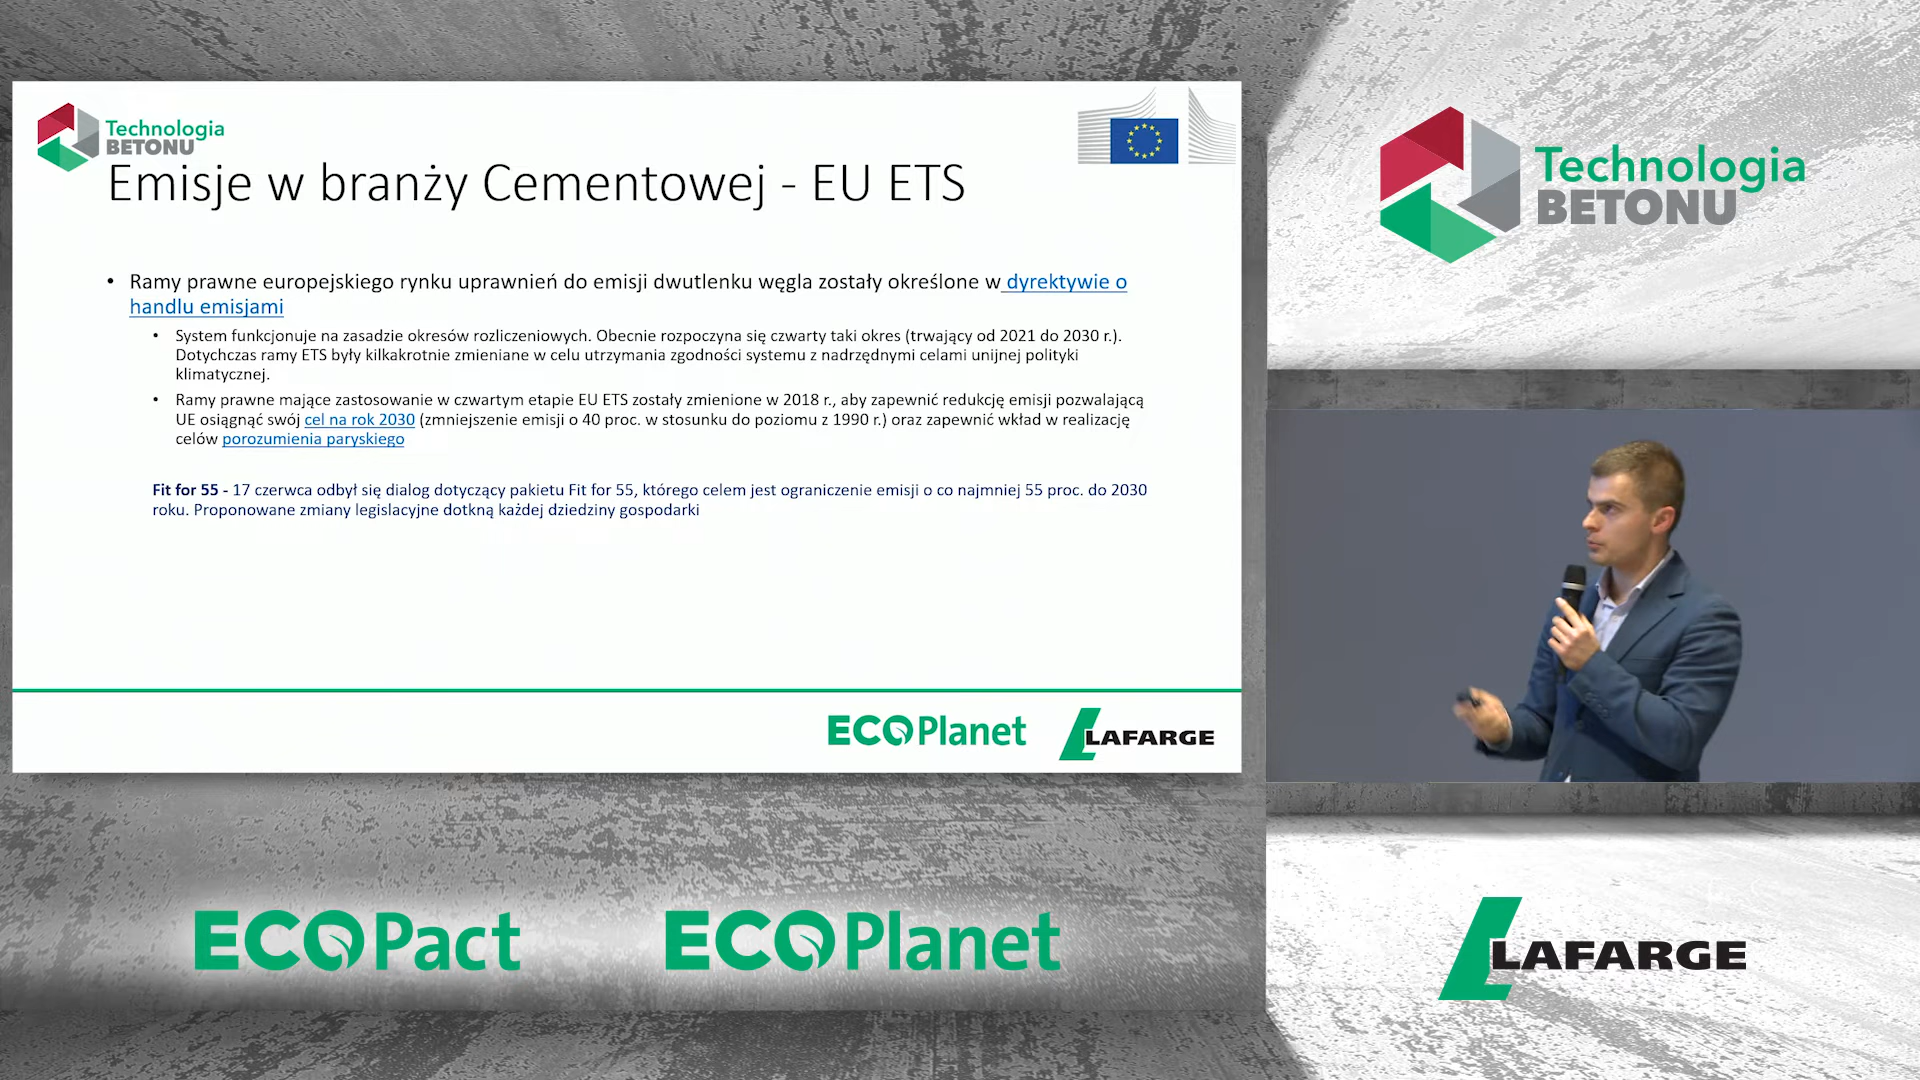 Technologia
BETONU
Emisje w branży Cementowej - EU ETS
• Ramy prawne europejskiego rynku uprawnień do emisji dwutlenku węgla zostały określone w dyrektywie o
handlu emisjami
• System funkcjonuje na zasadzie okresów rozliczeniowych. Obecnie rozpoczyna się czwarty taki okres (trwający od 2021 do 2030 r.).
Dotychczas ramy ETS były kilkakrotnie zmieniane w celu utrzymania zgodności systemu z nadrzędnymi celami unijnej polityki
klimatycznej.
• Ramy prawne mające zastosowanie w czwartym etapie EU ETS zostały zmienione w 2018 r., aby zapewnić redukcję emisji pozwalającą
UE osiągnąć swój cel na rok 2030 (zmniejszenie emisji o 40 proc. w stosunku do poziomu z 1990 r.) oraz zapewnić wkład w realizację
celów porozumienia paryskiego
Fit for 55 - 17 czerwca odbył się dialog dotyczący pakietu Fit for 55, którego celem jest ograniczenie emisji o co najmniej 55 proc. do 2030
roku. Proponowane zmiany legislacyjne dotkną każdej dziedziny gospodarki
ECOPlanet
LAFARGE
Technologia
BETONU
ECOPact
ECOPlanet
LAFARGE